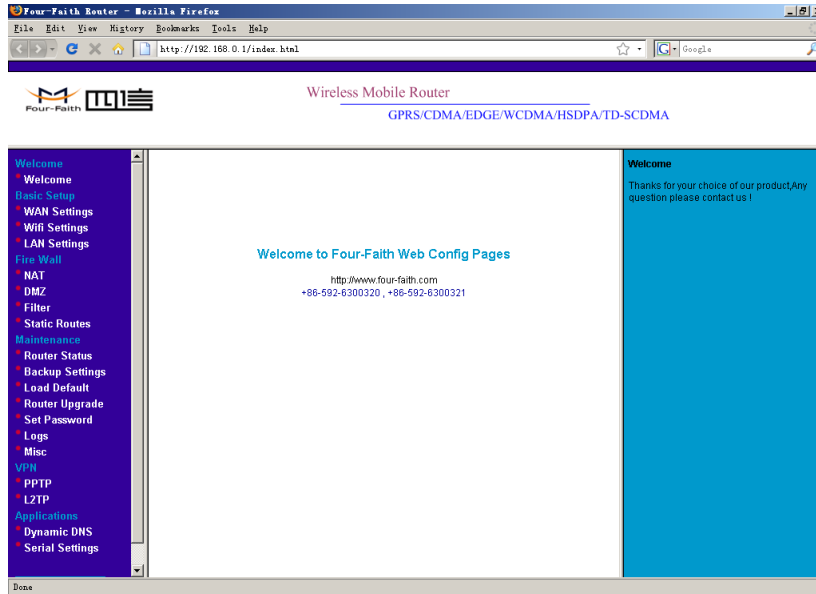 Four-Faith Router - Mozilla Firefox
File Edit View History Bookmarks Tools Help
http://192.168.0.1/index.html
Google
Four-Faith 四信
Wireless Mobile Router
GPRS/CDMA/EDGE/WCDMA/HSDPA/TD-SCDMA
Welcome
* Welcome
Basic Setup
* WAN Settings
* Wifi Settings
* LAN Settings
Fire Wall
* NAT
* DMZ
* Filter
* Static Routes
Maintenance
* Router Status
* Backup Settings
* Load Default
* Router Upgrade
* Set Password
* Logs
* Misc
VPN
* PPTP
* L2TP
Applications
* Dynamic DNS
* Serial Settings
Welcome to Four-Faith Web Config Pages
http://www.four-faith.com
+86-592-6300320 , +86-592-6300321
Welcome
Thanks for your choice of our product,Any
question please contact us !
Done